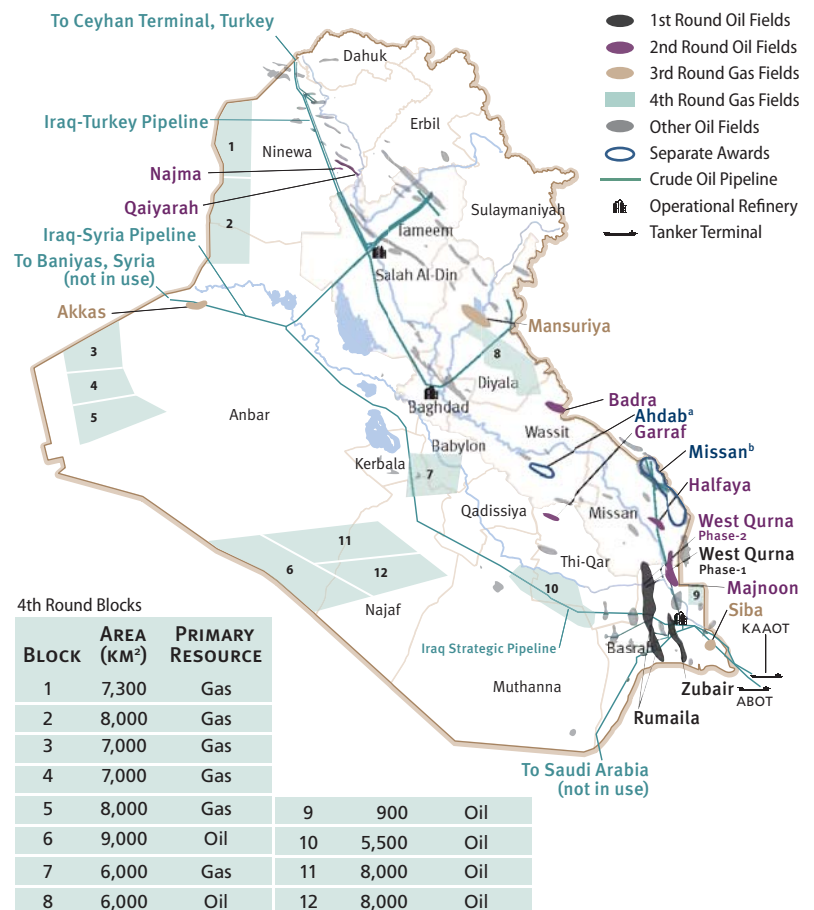 To Ceyhan Terminal, Turkey
1st Round Oil Fields
2nd Round Oil Fields
3rd Round Gas Fields
4th Round Gas Fields
Other Oil Fields
Separate Awards
Crude Oil Pipeline
Operational Refinery
Tanker Terminal
Dahuk
Iraq-Turkey Pipeline
Erbil
1
Ninewa
Najma
Qaiyarah
2
Sulaymaniyah
Iraq-Syria Pipeline
Tameem
To Baniyas, Syria
(not in use)
Salah Al-Din
Akkas
Mansuriya
3
8
4
Diyala
5
Anbar
Baghdad
Badra
Ahdabᵃ
Garraf
Wassit
Babylon
Missanᵇ
Kerbala
7
Halfaya
Qadissiya
Missan
West Qurna
Phase-2
11
West Qurna
Phase-1
6
12
Thi-Qar
10
Majnoon
9
Najaf
Siba
KAAOT
Iraq Strategic Pipeline
Basrah
Muthanna
Zubair
ABOT
Rumaila
To Saudi Arabia
(not in use)
4th Round Blocks
BLOCK AREA (KM²) PRIMARY RESOURCE
1 7,300 Gas
2 8,000 Gas
3 7,000 Gas
4 7,000 Gas
5 8,000 Gas
6 9,000 Oil
7 6,000 Gas
8 6,000 Oil
9 900 Oil
10 5,500 Oil
11 8,000 Oil
12 8,000 Oil